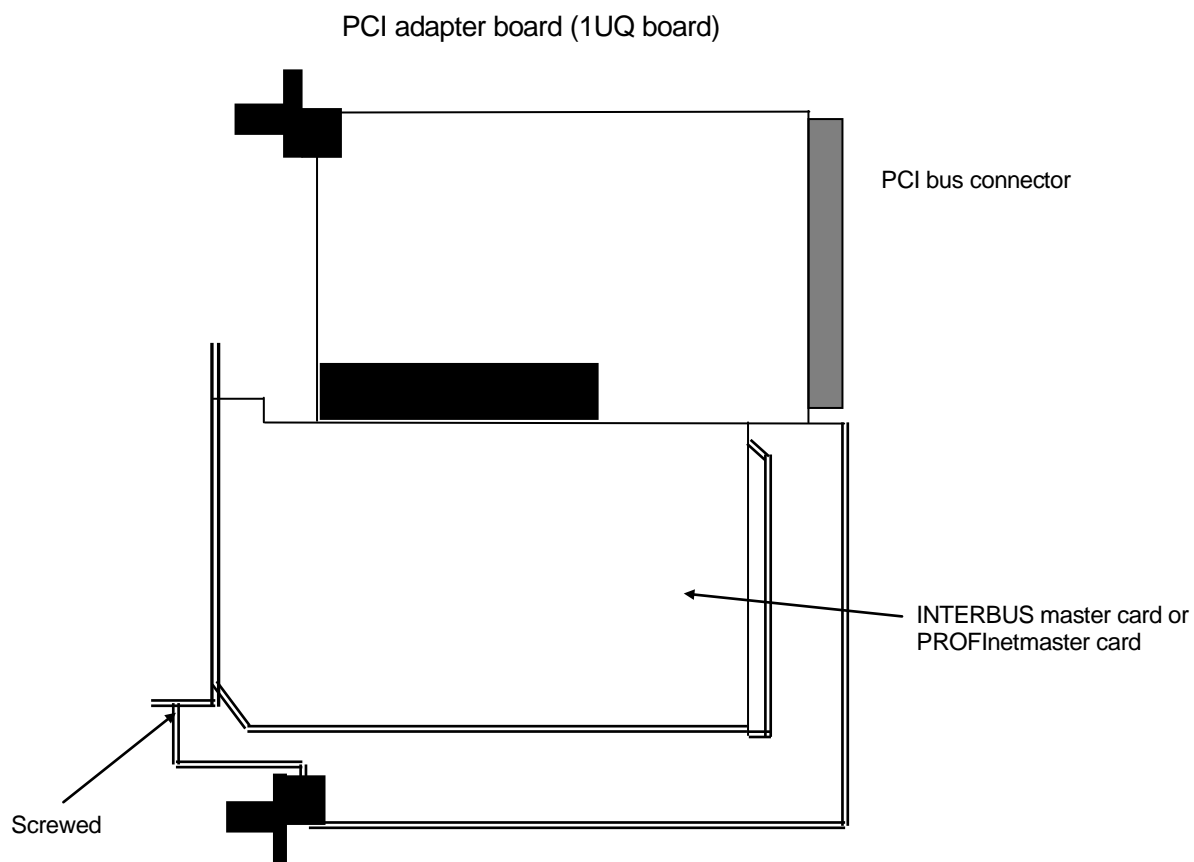 PCI adapter board (1UQ board)
PCI bus connector
INTERBUS master card or
PROFInetmaster card
Screwed